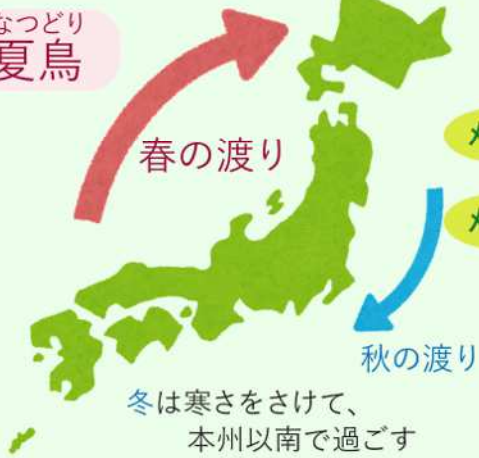 なつどり
夏鳥
春の渡り
秋の渡り
冬は寒さをさけて、
本州以南で過ごす